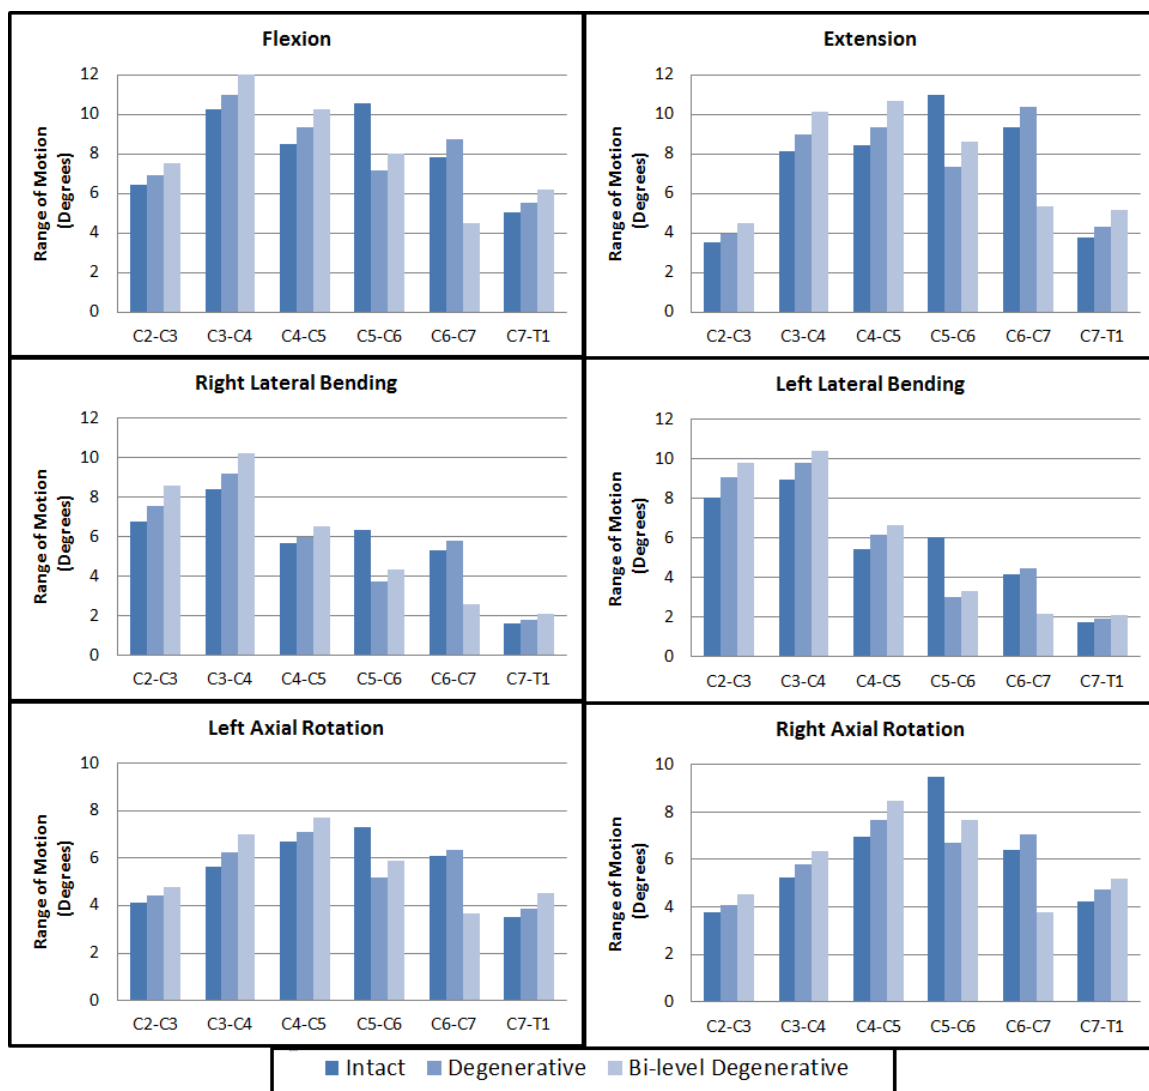 Flexion
Range of Motion
(Degrees)
12
10
8
6
4
2
0
C2-C3 C3-C4 C4-C5 C5-C6 C6-C7 C7-T1
Extension
Range of Motion
(Degrees)
12
10
8
6
4
2
0
C2-C3 C3-C4 C4-C5 C5-C6 C6-C7 C7-T1
Right Lateral Bending
Range of Motion
(Degrees)
12
10
8
6
4
2
0
C2-C3 C3-C4 C4-C5 C5-C6 C6-C7 C7-T1
Left Lateral Bending
Range of Motion
(Degrees)
12
10
8
6
4
2
0
C2-C3 C3-C4 C4-C5 C5-C6 C6-C7 C7-T1
Left Axial Rotation
Range of Motion
(Degrees)
10
8
6
4
2
0
C2-C3 C3-C4 C4-C5 C5-C6 C6-C7 C7-T1
Right Axial Rotation
Range of Motion
(Degrees)
10
8
6
4
2
0
C2-C3 C3-C4 C4-C5 C5-C6 C6-C7 C7-T1
Intact Degenerative Bi-level Degenerative